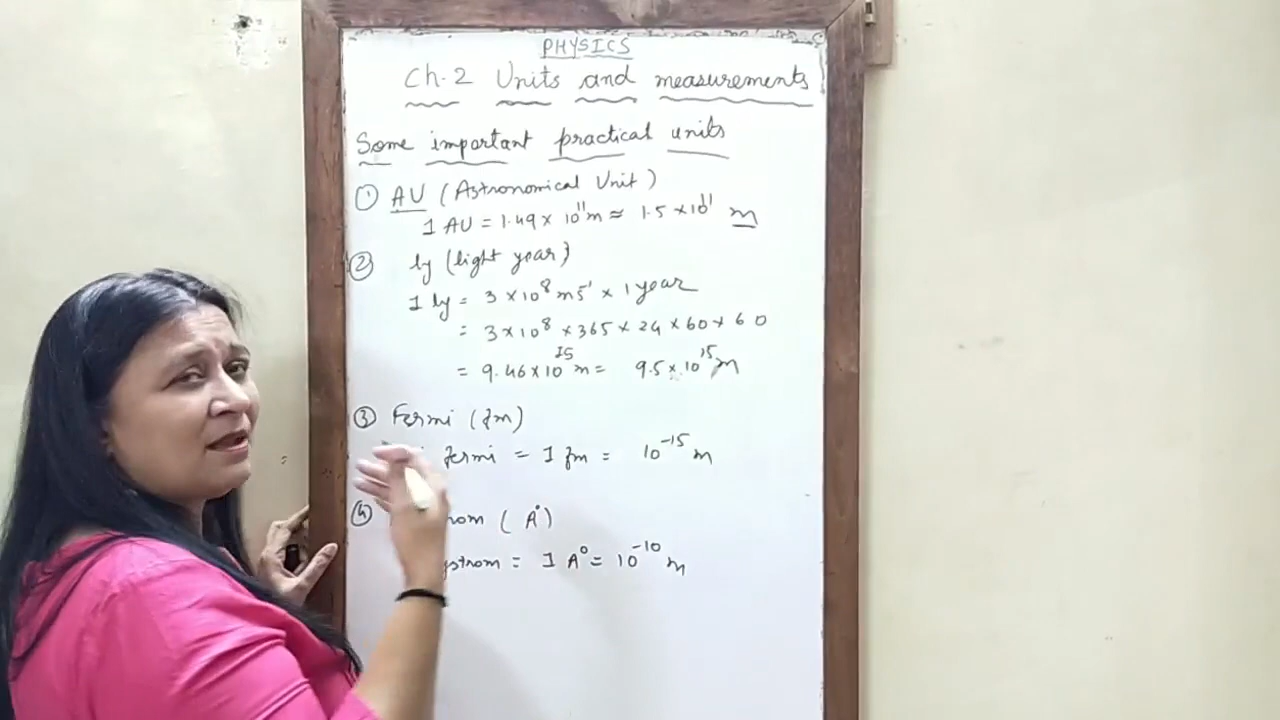 PHYSICS
Ch.2 Units and measurements
Some important practical units
① AU (Astronomical Unit)
1 AU = 1.49 × 10¹¹ m ≈ 1.5 × 10¹¹ m
② ly (light year)
1 ly = 3 × 10⁸ ms⁻¹ × 1 year
= 3 × 10⁸ × 365 × 24 × 60 × 60
= 9.46 × 10¹⁵ m = 9.5 × 10¹⁵ m
③ Fermi (fm)
fermi = 1 fm = 10⁻¹⁵ m
④ rom (A°)
gstrom = 1 A° = 10⁻¹⁰ m